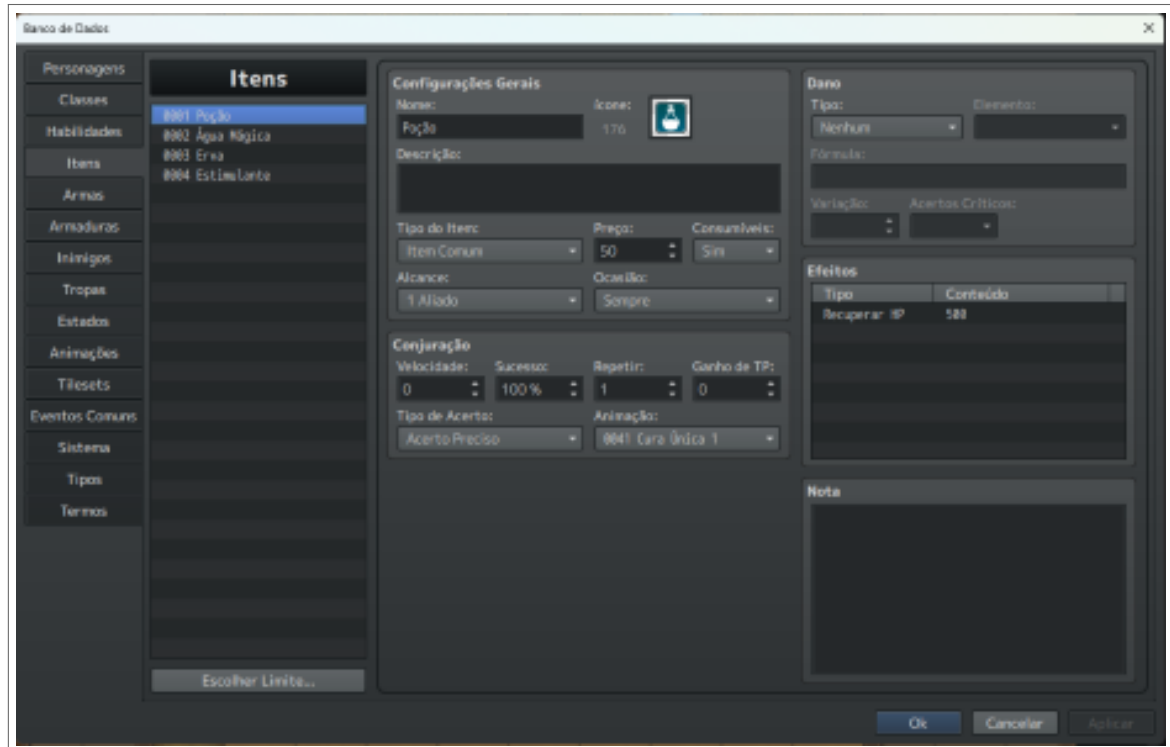 Banco de Dados
Personagens
Classes
Habilidades
Itens
Armas
Armaduras
Inimigos
Tropas
Estados
Animações
Tilesets
Eventos Comuns
Sistema
Tipos
Termos
Itens
0001 Poção
0002 Água Mágica
0003 Erva
0004 Estimulante
Escolher Limite...
Configurações Gerais
Nome: Ícone:
Poção 176
Descrição:
Tipo do Item: Preço: Consumíveis:
Item Comum 50 Sim
Alcance: Ocasião:
1 Aliado Sempre
Conjuração
Velocidade: Sucesso: Repetir: Ganho de TP:
0 100 % 1 0
Tipo de Acerto: Animação:
Acerto Preciso 0041 Cura Única 1
Dano
Tipo: Elemento:
Nenhum
Fórmula:
Variação: Acertos Críticos:
Efeitos
Tipo Conteúdo
Recuperar HP 500
Nota
Ok Cancelar Aplicar